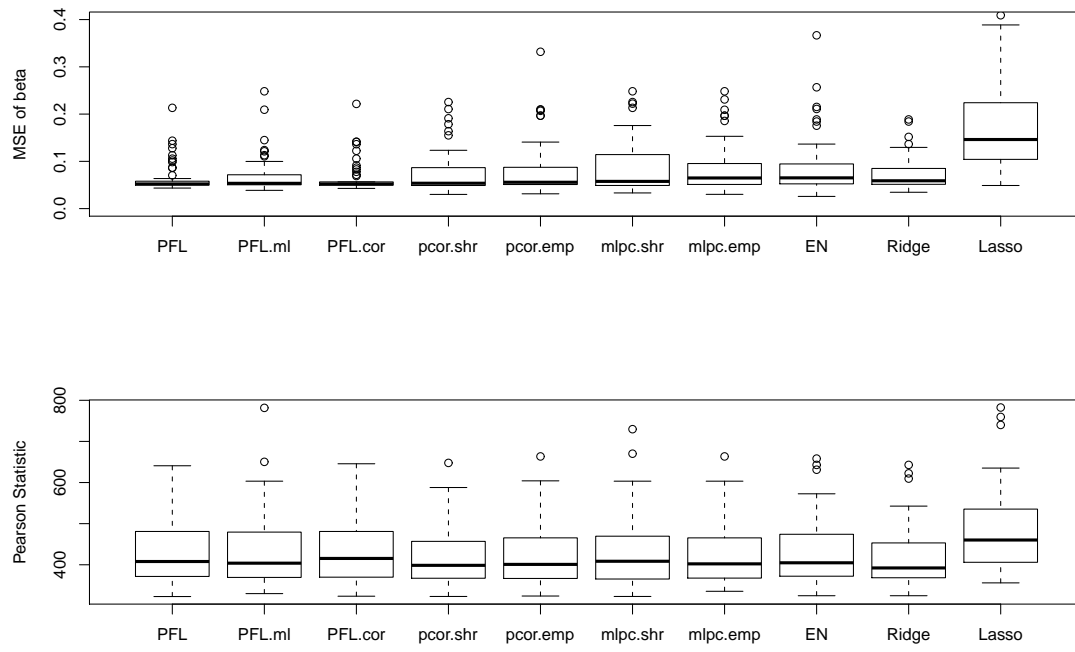 MSE of beta
0.4
0.3
0.2
0.1
0.0
PFL PFL.ml PFL.cor pcor.shr pcor.emp mlpc.shr mlpc.emp EN Ridge Lasso
Pearson Statistic
800
600
400
PFL PFL.ml PFL.cor pcor.shr pcor.emp mlpc.shr mlpc.emp EN Ridge Lasso